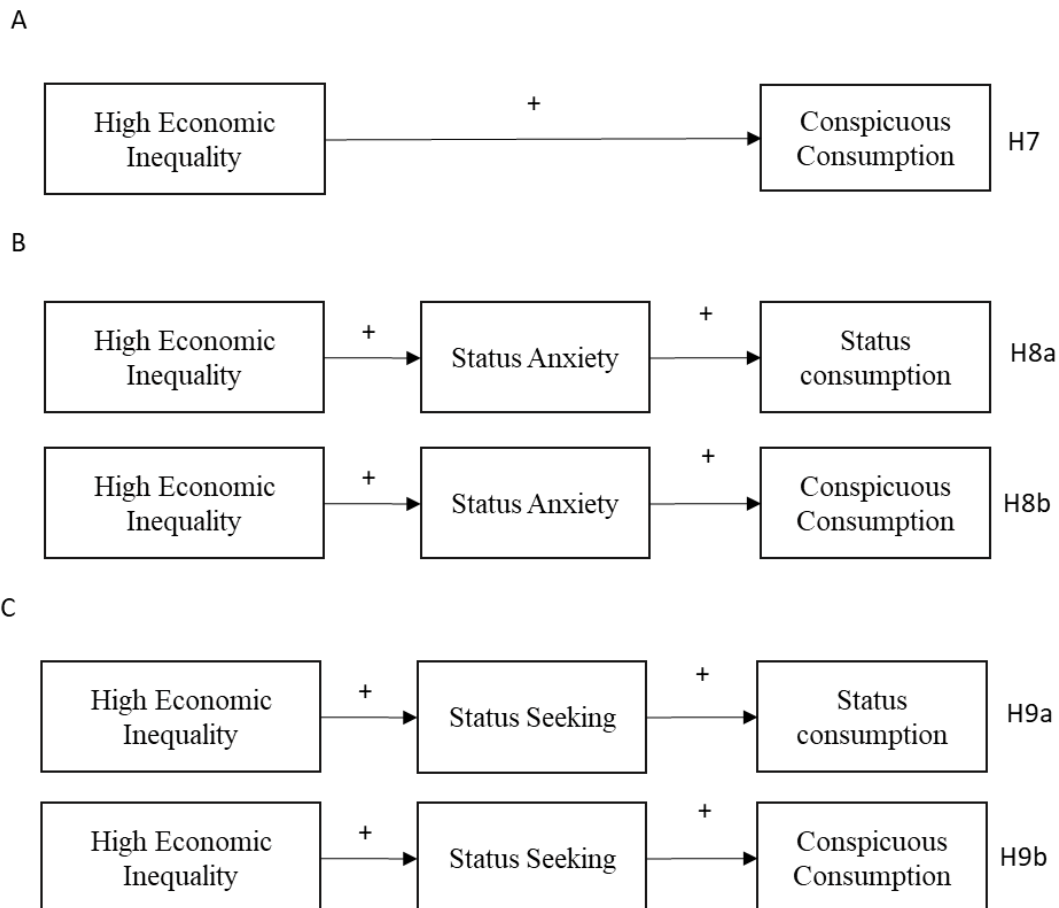 A
+
High Economic
Inequality
Conspicuous
Consumption
H7
B
+
+
High Economic
Inequality
Status Anxiety
Status
consumption
H8a
+
+
High Economic
Inequality
Status Anxiety
Conspicuous
Consumption
H8b
C
+
+
High Economic
Inequality
Status Seeking
Status
consumption
H9a
+
+
High Economic
Inequality
Status Seeking
Conspicuous
Consumption
H9b